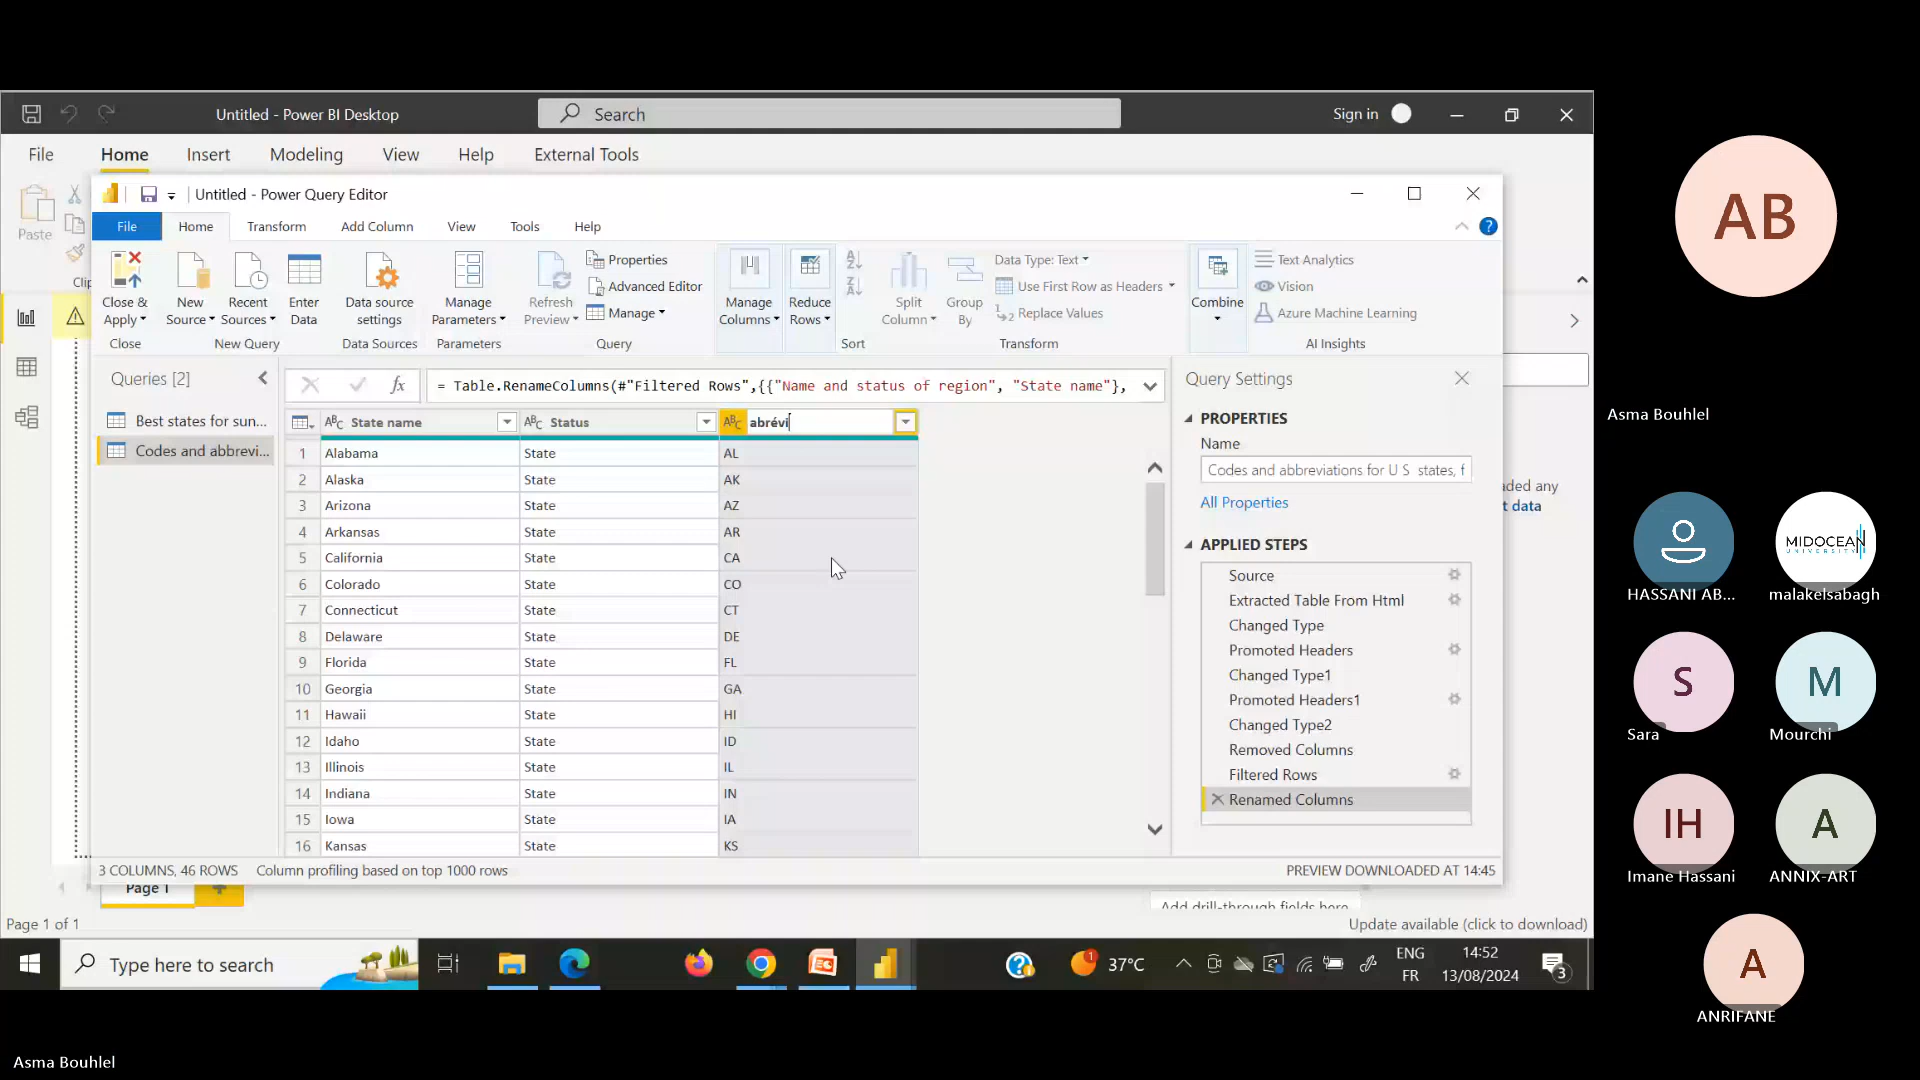 Untitled - Power BI Desktop
Search
Sign in
File
Home
Insert
Modeling
View
Help
External Tools
Paste
Untitled - Power Query Editor
File
Home
Transform
Add Column
View
Tools
Help
Close &
Apply
Close
New
Source
Recent
Sources
Enter
Data
New Query
Data source
settings
Data Sources
Manage
Parameters
Parameters
Refresh
Preview
Properties
Advanced Editor
Manage
Query
Manage
Columns
Reduce
Rows
Sort
Split
Column
Group
By
Data Type: Text
Use First Row as Headers
Replace Values
Transform
Combine
Text Analytics
Vision
Azure Machine Learning
AI Insights
Queries [2]
Best states for sun...
Codes and abbrevi...
= Table.RenameColumns(#"Filtered Rows",{{"Name and status of region", "State name"},
State name
Status
abrévi
1 Alabama State AL
2 Alaska State AK
3 Arizona State AZ
4 Arkansas State AR
5 California State CA
6 Colorado State CO
7 Connecticut State CT
8 Delaware State DE
9 Florida State FL
10 Georgia State GA
11 Hawaii State HI
12 Idaho State ID
13 Illinois State IL
14 Indiana State IN
15 Iowa State IA
16 Kansas State KS
Query Settings
PROPERTIES
Name
Codes and abbreviations for U S states, f
All Properties
APPLIED STEPS
Source
Extracted Table From Html
Changed Type
Promoted Headers
Changed Type1
Promoted Headers1
Changed Type2
Removed Columns
Filtered Rows
Renamed Columns
aded any
t data
3 COLUMNS, 46 ROWS
Column profiling based on top 1000 rows
PREVIEW DOWNLOADED AT 14:45
Page 1
Add drill-through fields here
Page 1 of 1
Update available (click to download)
Type here to search
37°C
ENG
FR
14:52
13/08/2024
3
Asma Bouhlel
AB
Asma Bouhlel
HASSANI AB...
MIDOCEAN
UNIVERSITY
malakelsabagh
S
Sara
M
Mourchi
IH
Imane Hassani
A
ANNIX-ART
A
ANRIFANE